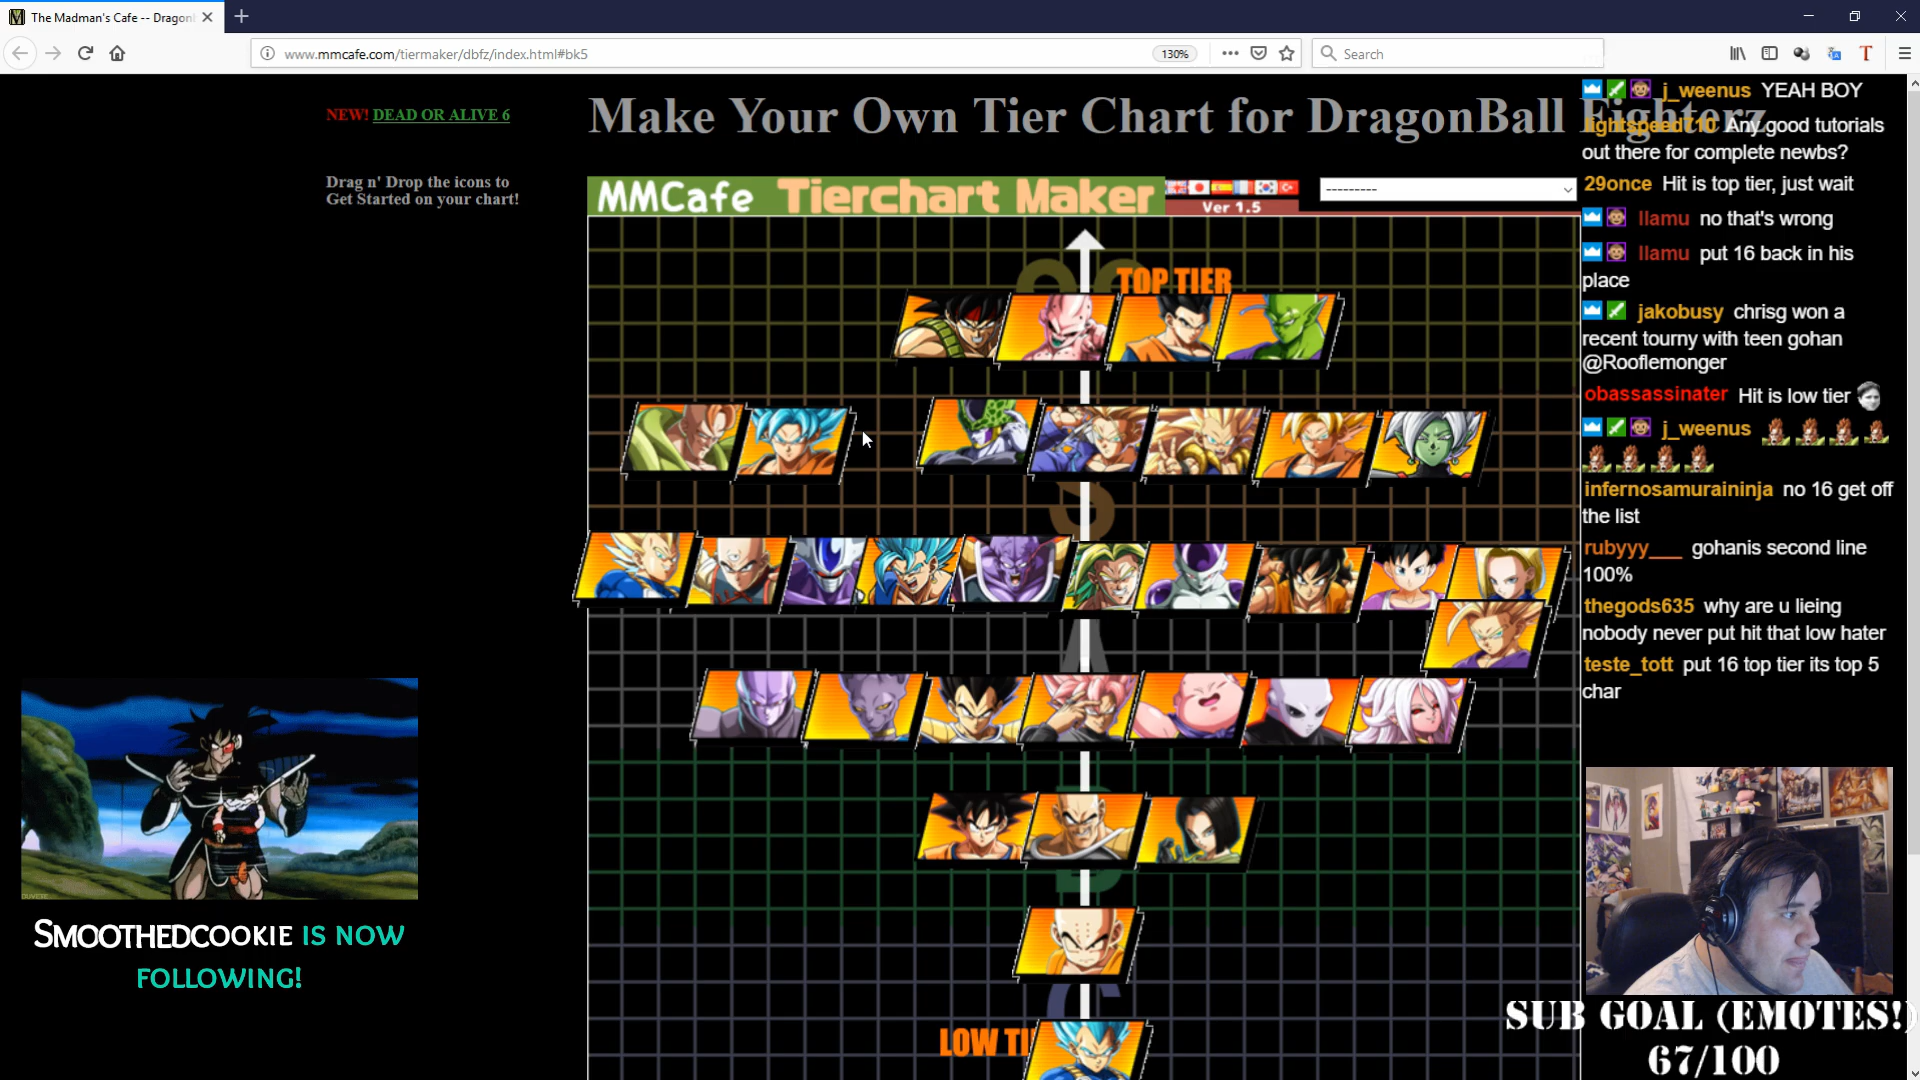 The Madman's Cafe -- Dragonl
www.mmcafe.com/tiermaker/dbfz/index.html#bk5
130%
Search
NEW! DEAD OR ALIVE 6
Make Your Own Tier Chart for DragonBall Fighterz
Drag n' Drop the icons to
Get Started on your chart!
MMCafe Tierchart Maker
Ver 1.5
---------
TOP TIER
S
A
B
C
LOW TI
j_weenus YEAH BOY
lightspeed710 Any good tutorials
out there for complete newbs?
29once Hit is top tier, just wait
llamu no that's wrong
llamu put 16 back in his
place
jakobusy chrisg won a
recent tourny with teen gohan
@Rooflemonger
obassassinater Hit is low tier
j_weenus
infernosamuraininja no 16 get off
the list
rubyyy___ gohanis second line
100%
thegods635 why are u lieing
nobody never put hit that low hater
teste_tott put 16 top tier its top 5
char
SMOOTHEDCOOKIE IS NOW
FOLLOWING!
SUB GOAL (EMOTES!)
67/100